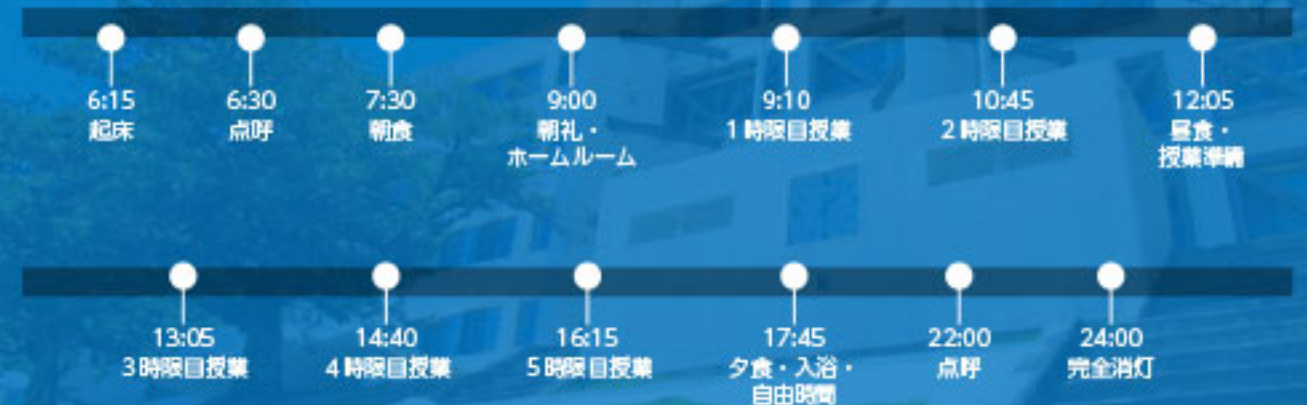 6:15
起床
6:30
点呼
7:30
朝食
9:00
朝礼・
ホームルーム
9:10
1時限目授業
10:45
2時限目授業
12:05
昼食・
授業準備
13:05
3時限目授業
14:40
4時限目授業
16:15
5時限目授業
17:45
夕食・入浴・
自由時間
22:00
点呼
24:00
完全消灯